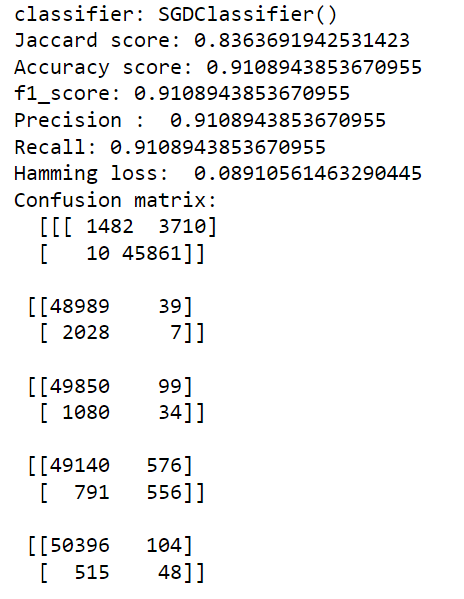 classifier: SGDClassifier()
Jaccard score: 0.8363691942531423
Accuracy score: 0.9108943853670955
f1_score: 0.9108943853670955
Precision :  0.9108943853670955
Recall: 0.9108943853670955
Hamming loss:  0.08910561463290445
Confusion matrix:
[[[ 1482  3710]
[    10 45861]]
[[48989    39]
[ 2028     7]]
[[49850    99]
[ 1080    34]]
[[49140   576]
[  791   556]]
[[50396   104]
[  515    48]]